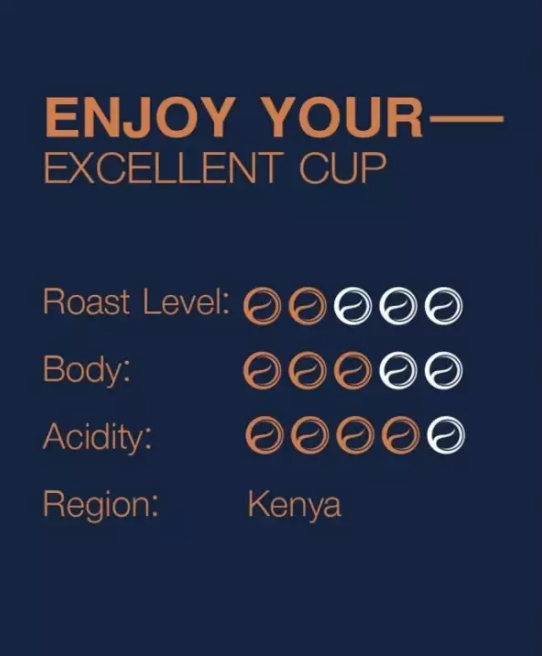 ENJOY YOUR—
EXCELLENT CUP
Roast Level:
Body:
Acidity:
Region: Kenya